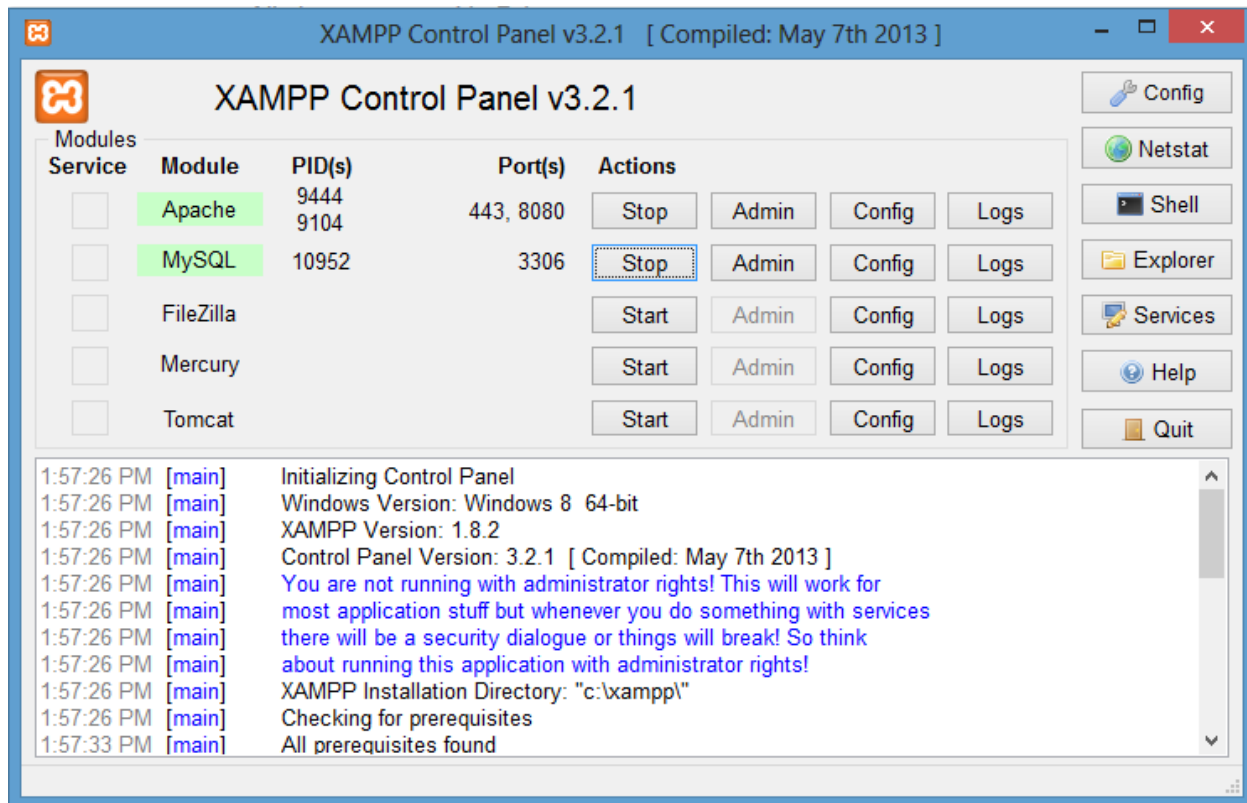 XAMPP Control Panel v3.2.1 [ Compiled: May 7th 2013 ]
XAMPP Control Panel v3.2.1
Config
Modules
Service Module PID(s) Port(s) Actions
Netstat
Apache 9444 9104 443, 8080 Stop Admin Config Logs
Shell
MySQL 10952 3306 Stop Admin Config Logs
Explorer
FileZilla Start Admin Config Logs
Services
Mercury Start Admin Config Logs
Help
Tomcat Start Admin Config Logs
Quit
1:57:26 PM [main] Initializing Control Panel
1:57:26 PM [main] Windows Version: Windows 8 64-bit
1:57:26 PM [main] XAMPP Version: 1.8.2
1:57:26 PM [main] Control Panel Version: 3.2.1 [ Compiled: May 7th 2013 ]
1:57:26 PM [main] You are not running with administrator rights! This will work for
1:57:26 PM [main] most application stuff but whenever you do something with services
1:57:26 PM [main] there will be a security dialogue or things will break! So think
1:57:26 PM [main] about running this application with administrator rights!
1:57:26 PM [main] XAMPP Installation Directory: "c:\xampp\"
1:57:26 PM [main] Checking for prerequisites
1:57:33 PM [main] All prerequisites found